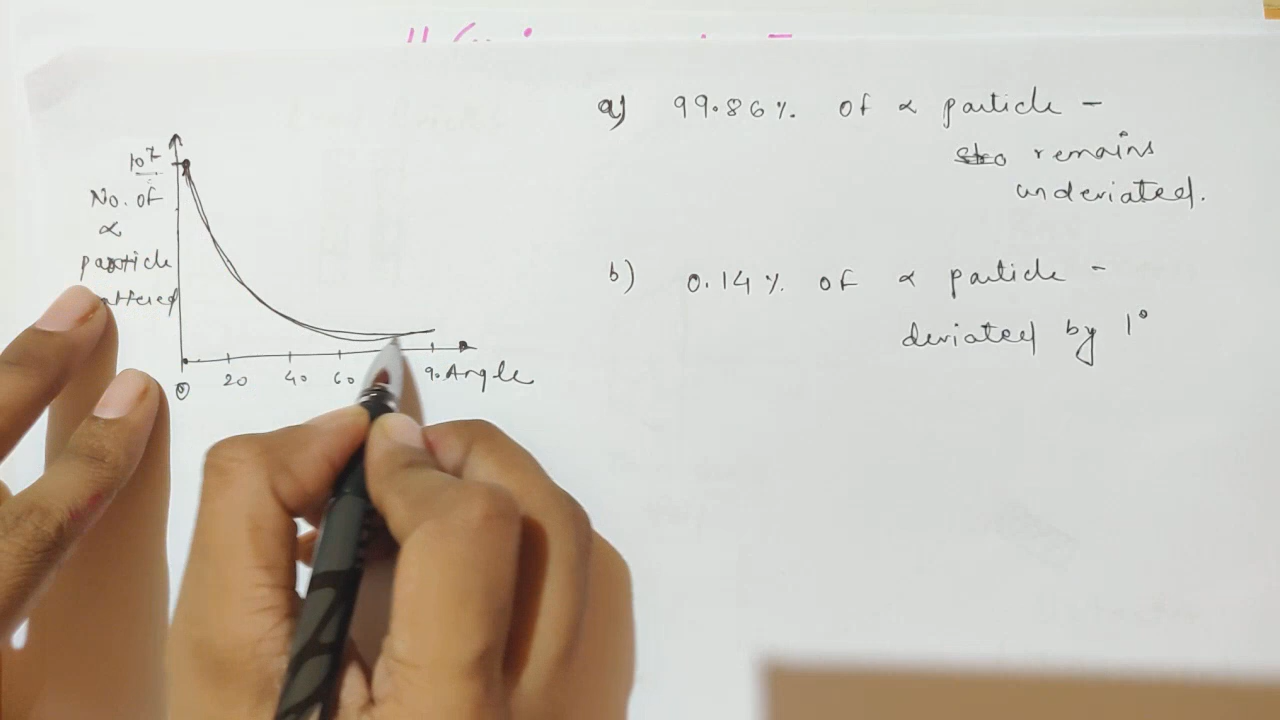 10⁷
No. of
α
particle
attered
0 20 40 60 90 Angle
a) 99.86% of α particle –
remains
undeviated.
b) 0.14% of α particle –
deviated by 1°